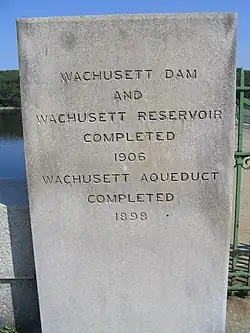 WACHUSETT DAM
AND
WACHUSETT RESERVOIR
COMPLETED
1906
WACHUSETT AQUEDUCT
COMPLETED
1898